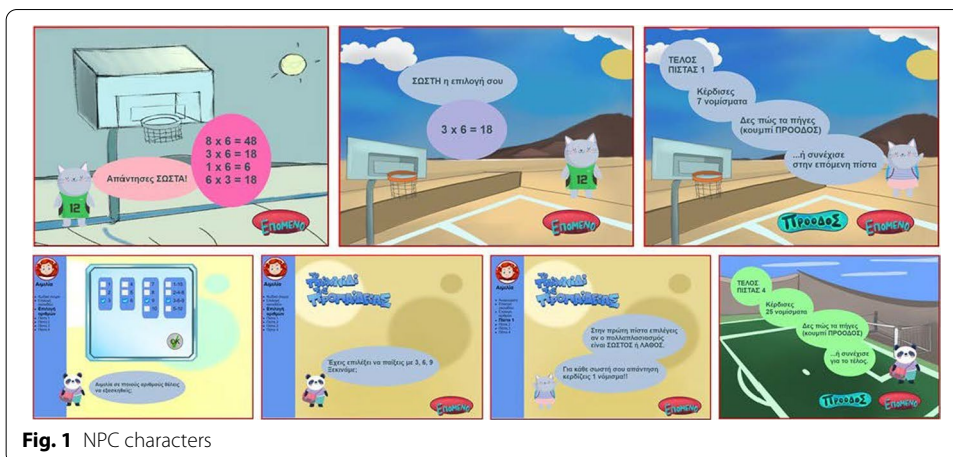 8 x 6 = 48
3 x 6 = 18
1 x 6 = 6
6 x 3 = 18
Απάντησες ΣΩΣΤΑ!
12
ΕΠΟΜΕΝΟ
ΣΩΣΤΗ η επιλογή σου
3 x 6 = 18
12
ΕΠΟΜΕΝΟ
ΤΕΛΟΣ
ΠΙΣΤΑΣ 1
Κέρδισες
7 νομίσματα
Δες πώς τα πήγες
(κουμπί ΠΡΟΟΔΟΣ)
...ή συνέχισε
στην επόμενη πίστα
ΠΡΟΟΔΟΣ
ΕΠΟΜΕΝΟ
Αιμιλία
OK
Αιμιλία σε ποιούς αριθμούς θέλεις
να εξασκηθείς;
Αιμιλία
Έχεις επιλέξει να παίξεις με 3, 6, 9
Ξεκινάμε;
ΕΠΟΜΕΝΟ
Αιμιλία
Στην πρώτη πίστα επιλέγεις
αν ο πολλαπλασιασμός
είναι ΣΩΣΤΟΣ ή ΛΑΘΟΣ.
Για κάθε σωστή σου απάντηση
κερδίζεις 1 νόμισμα!!
ΕΠΟΜΕΝΟ
ΤΕΛΟΣ
ΠΙΣΤΑΣ 4
Κέρδισες
25 νομίσματα
Δες πώς τα πήγες
(κουμπί ΠΡΟΟΔΟΣ)
...ή συνέχισε
για το τέλος.
ΠΡΟΟΔΟΣ
ΕΠΟΜΕΝΟ
Fig. 1 NPC characters